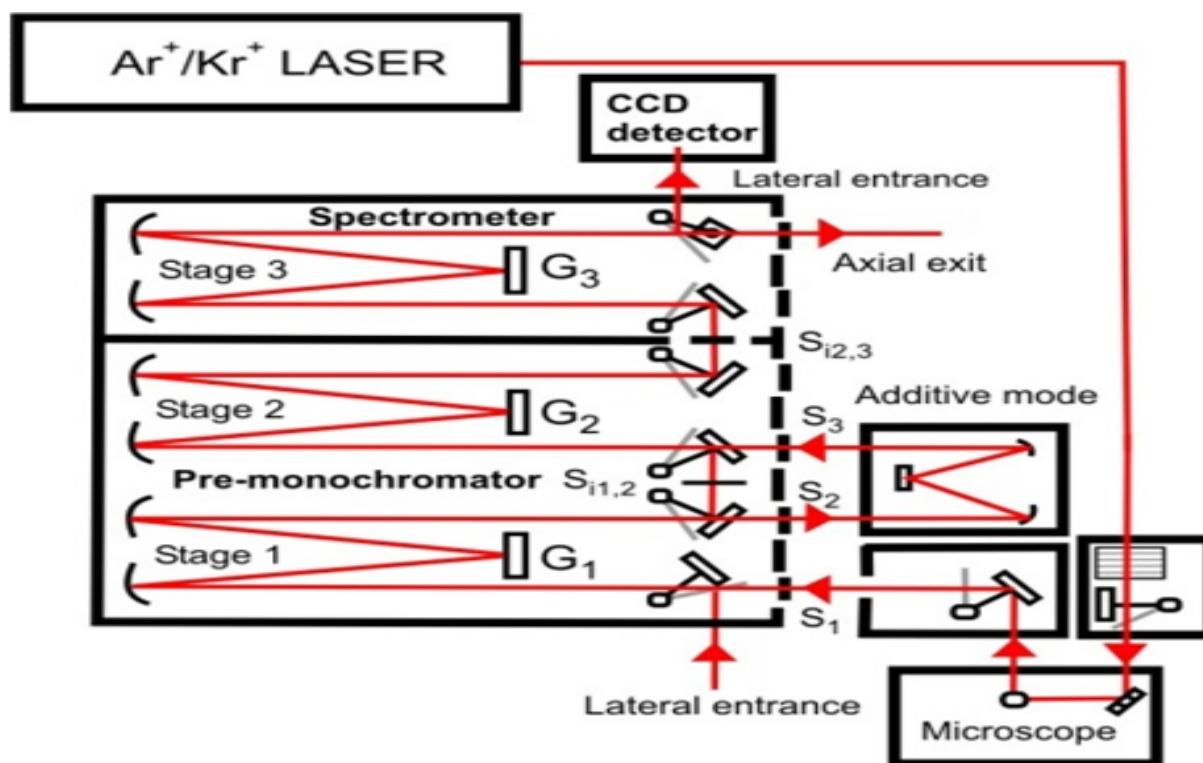 Ar⁺/Kr⁺ LASER
CCD
detector
Lateral entrance
Spectrometer
Stage 3
G₃
Axial exit
Sᵢ₂,₃
Stage 2
G₂
Additive mode
S₃
Pre-monochromator
Sᵢ₁,₂
S₂
Stage 1
G₁
S₁
Lateral entrance
Microscope